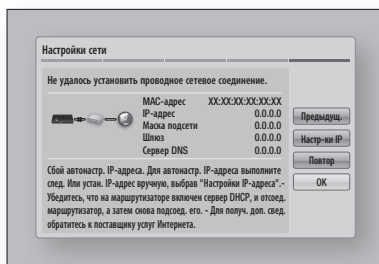 Настройки сети
Не удалось установить проводное сетевое соединение.
MAC-адрес XX:XX:XX:XX:XX:XX
IP-адрес 0.0.0.0
Маска подсети 0.0.0.0
Шлюз 0.0.0.0
Сервер DNS 0.0.0.0
Предыдущ.
Настр-ки IP
Повтор
OK
Сбой автонастр. IP-адреса. Для автонастр. IP-адреса выполните
след. Или устан. IP-адрес вручную, выбрав "Настройки IP-адреса".-
Убедитесь, что на маршрутизаторе включен сервер DHCP, и отсоед.
маршрутизатор, а затем снова подсоед. его. - Для получ. доп. свед.
обратитесь к поставщику услуг Интернета.